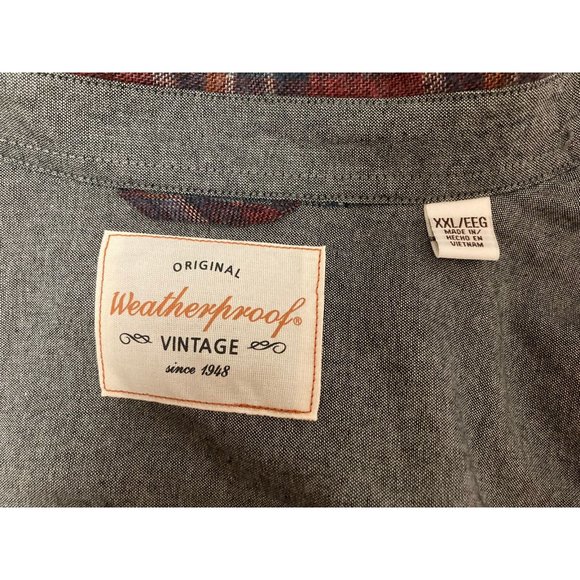 ORIGINAL
Weatherproof®
VINTAGE
since 1948
XXL/EEG
MADE IN/
HECHO EN
VIETNAM